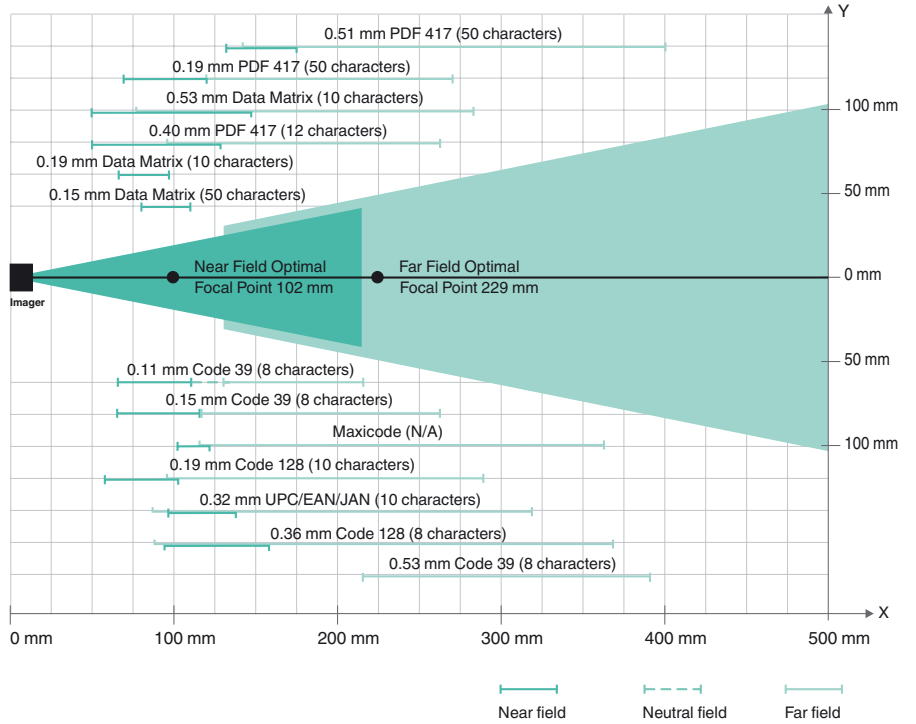 Y
0.51 mm PDF 417 (50 characters)
0.19 mm PDF 417 (50 characters)
0.53 mm Data Matrix (10 characters)
100 mm
0.40 mm PDF 417 (12 characters)
0.19 mm Data Matrix (10 characters)
0.15 mm Data Matrix (50 characters)
50 mm
Near Field Optimal
Focal Point 102 mm
Far Field Optimal
Focal Point 229 mm
0 mm
Imager
50 mm
0.11 mm Code 39 (8 characters)
0.15 mm Code 39 (8 characters)
Maxicode (N/A)
100 mm
0.19 mm Code 128 (10 characters)
0.32 mm UPC/EAN/JAN (10 characters)
0.36 mm Code 128 (8 characters)
0.53 mm Code 39 (8 characters)
X
0 mm
100 mm
200 mm
300 mm
400 mm
500 mm
Near field
Neutral field
Far field